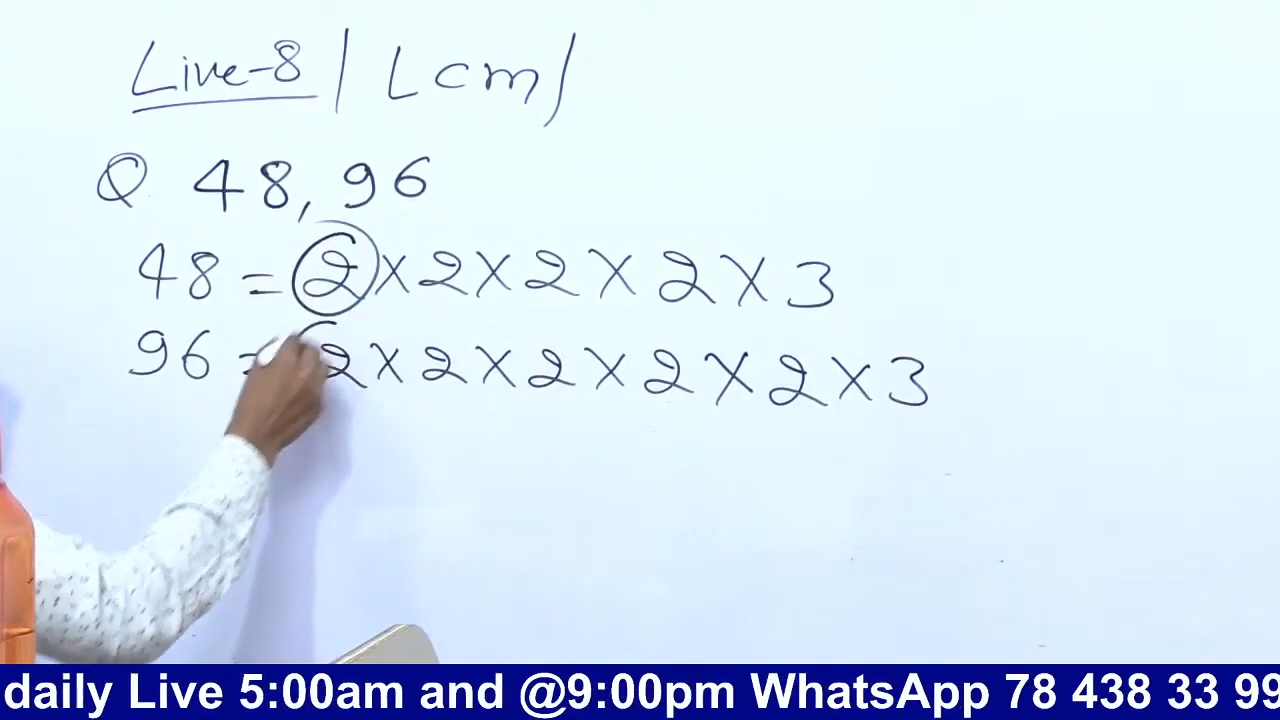 Live-8 / Lcm /
Q 48, 96
48 = 2 × 2 × 2 × 2 × 3
96 = 2 × 2 × 2 × 2 × 2 × 3
daily Live 5:00am and @9:00pm WhatsApp 78 438 33 99